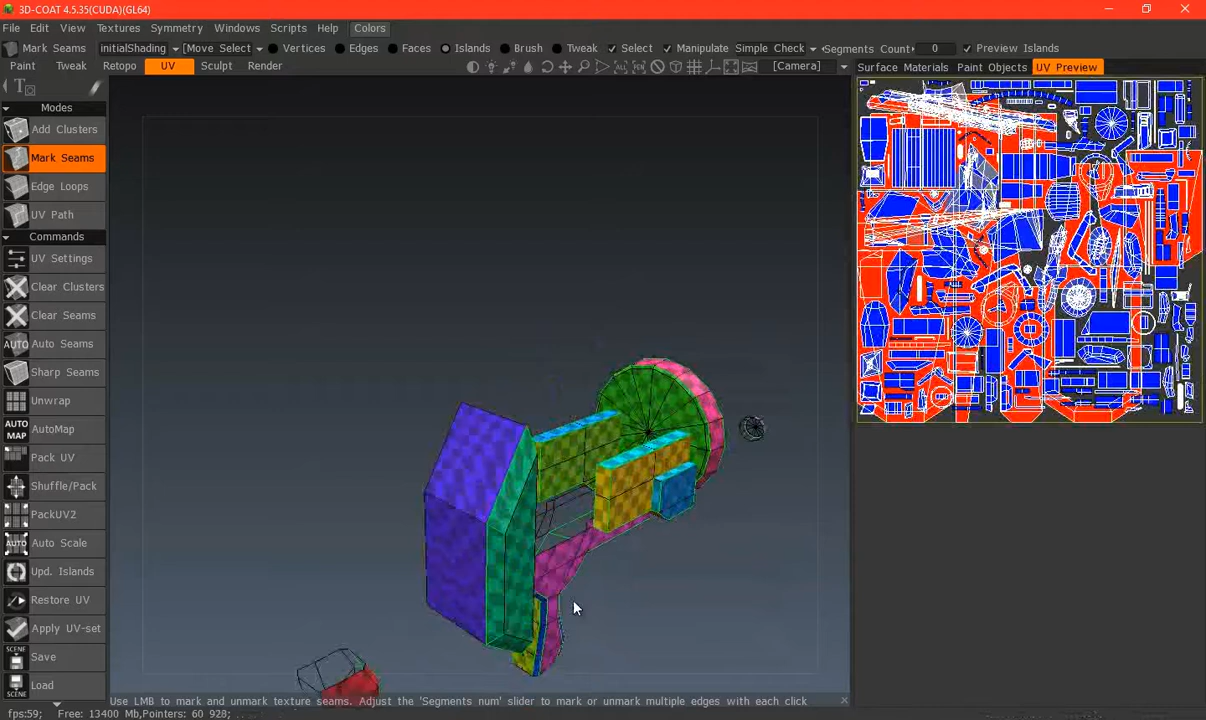 3D-COAT 4.5.35(CUDA)(GL64)
File Edit Textures Symmetry Windows Scripts Help Colors
Mark Seams initialShading [Move Select Vertices Edges Faces Islands Brush Tweak Select Manipulate Simple Check Segments Count 0 Preview Islands
Paint Tweak Retopo UV Sculpt Render [Camera] Surface Materials Paint Objects UV Preview
Modes
Add Clusters
Mark Seams
Edge Loops
UV Path
Commands
UV Settings
Clear Clusters
Clear Seams
AUTO Auto Seams
Sharp Seams
Unwrap
AUTO MAP AutoMap
Pack UV
Shuffle/Pack
PackUV2
AUTO Auto Scale
Upd. Islands
Restore UV
Apply UV-set
SCENE Save
SCENE Load
Use LMB to mark and unmark texture seams. Adjust the 'Segments num' slider to mark or unmark multiple edges with each click
fps:59; Free: 13400 Mb,Pointers: 60 928;